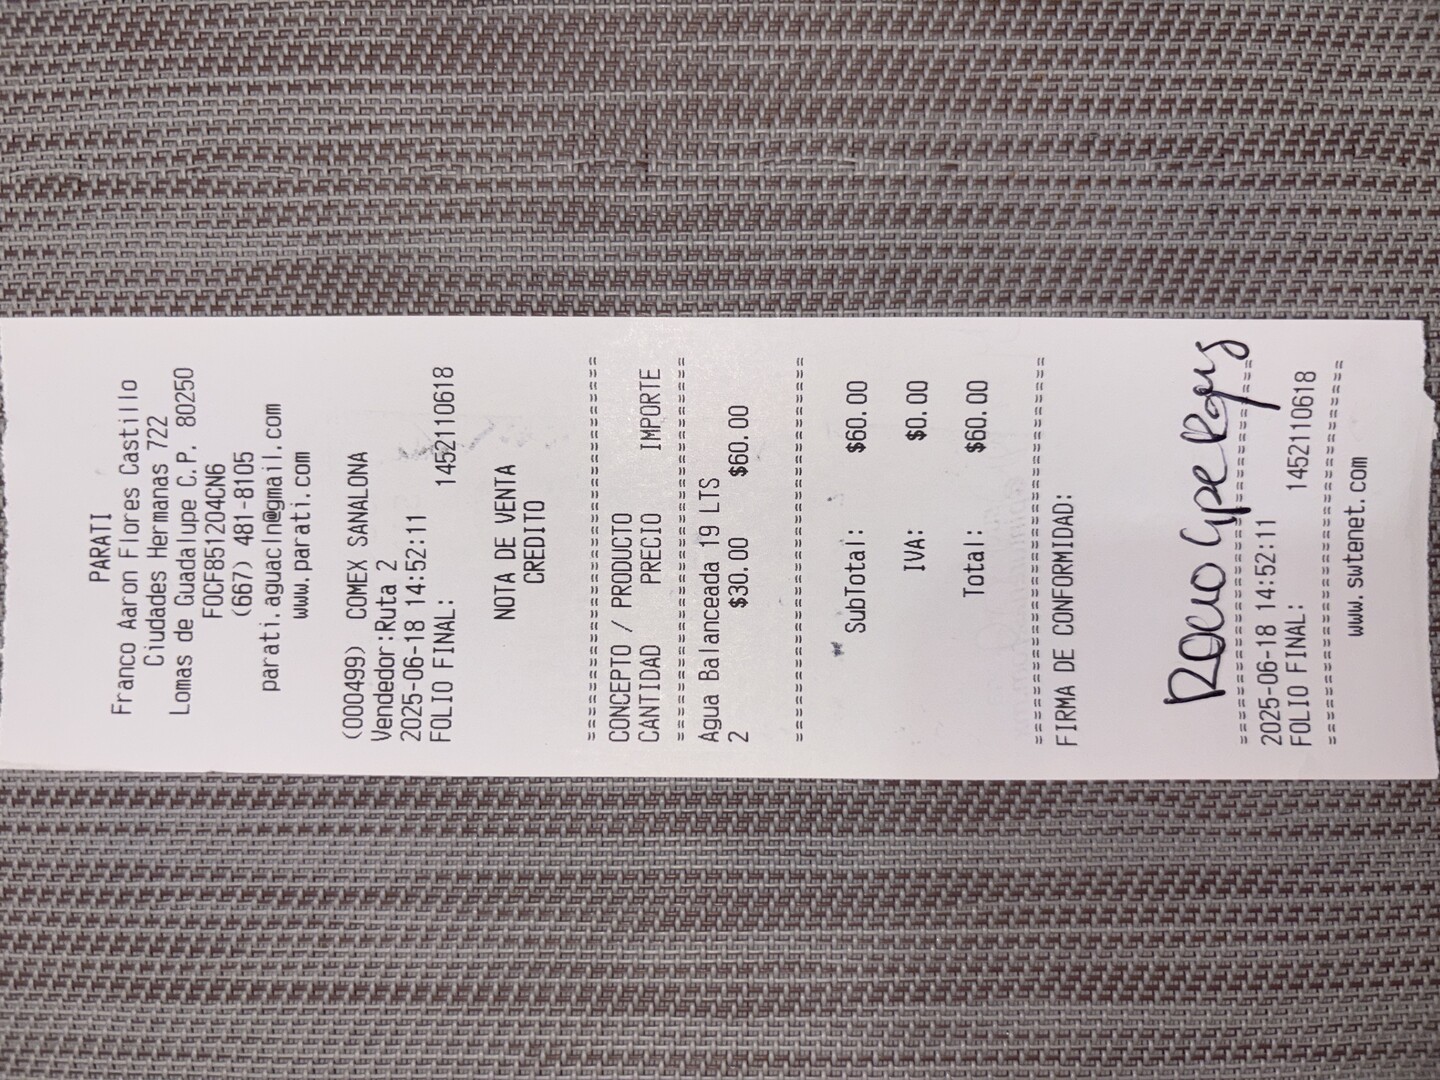 PARATI
Franco Aaron Flores Castillo
Ciudades Hermanas 722
Lomas de Guadalupe C.P. 80250
FOCF851204CN6
(667) 481-8105
parati.aguacln@gmail.com
www.parati.com
(000499) COMEX SANALONA
Vendedor:Ruta 2
2025-06-18 14:52:11
FOLIO FINAL: 1452110618
NOTA DE VENTA
CREDITO
================================
CONCEPTO / PRODUCTO
CANTIDAD PRECIO IMPORTE
================================
Agua Balanceada 19 LTS
2 $30.00 $60.00
================================
SubTotal: $60.00
IVA: $0.00
Total: $60.00
================================
FIRMA DE CONFORMIDAD:
Gpe
================================
2025-06-18 14:52:11
FOLIO FINAL: 1452110618
================================
www.swtenet.com